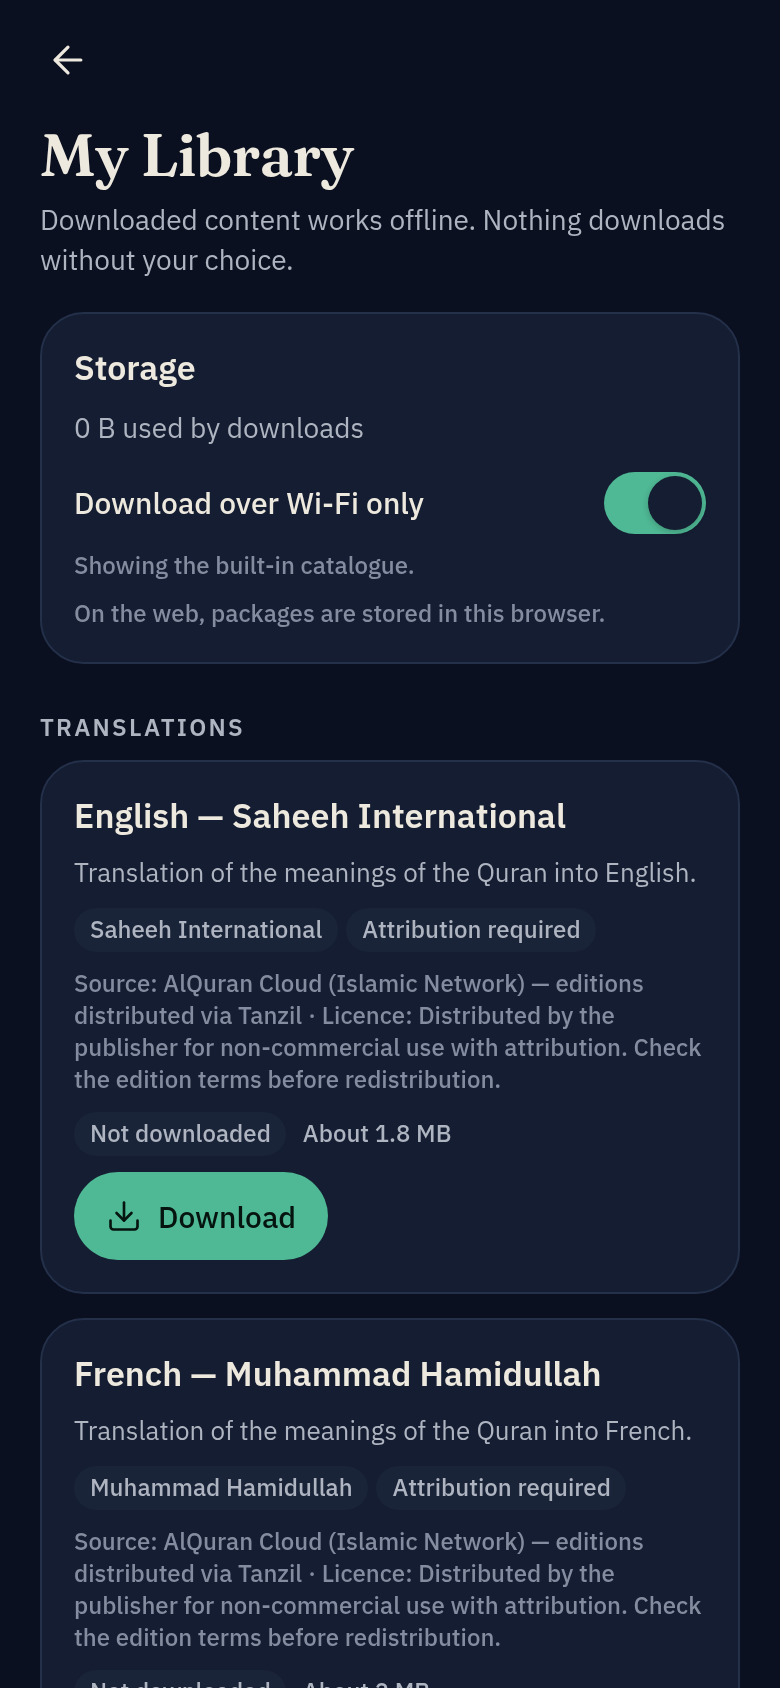 My Library
Downloaded content works offline. Nothing downloads
without your choice.
Storage
0 B used by downloads
Download over Wi-Fi only
Showing the built-in catalogue.
On the web, packages are stored in this browser.
TRANSLATIONS
English — Saheeh International
Translation of the meanings of the Quran into English.
Saheeh International Attribution required
Source: AlQuran Cloud (Islamic Network) — editions
distributed via Tanzil · Licence: Distributed by the
publisher for non-commercial use with attribution. Check
the edition terms before redistribution.
Not downloaded About 1.8 MB
Download
French — Muhammad Hamidullah
Translation of the meanings of the Quran into French.
Muhammad Hamidullah Attribution required
Source: AlQuran Cloud (Islamic Network) — editions
distributed via Tanzil · Licence: Distributed by the
publisher for non-commercial use with attribution. Check
the edition terms before redistribution.
Not downloaded About 2 MB